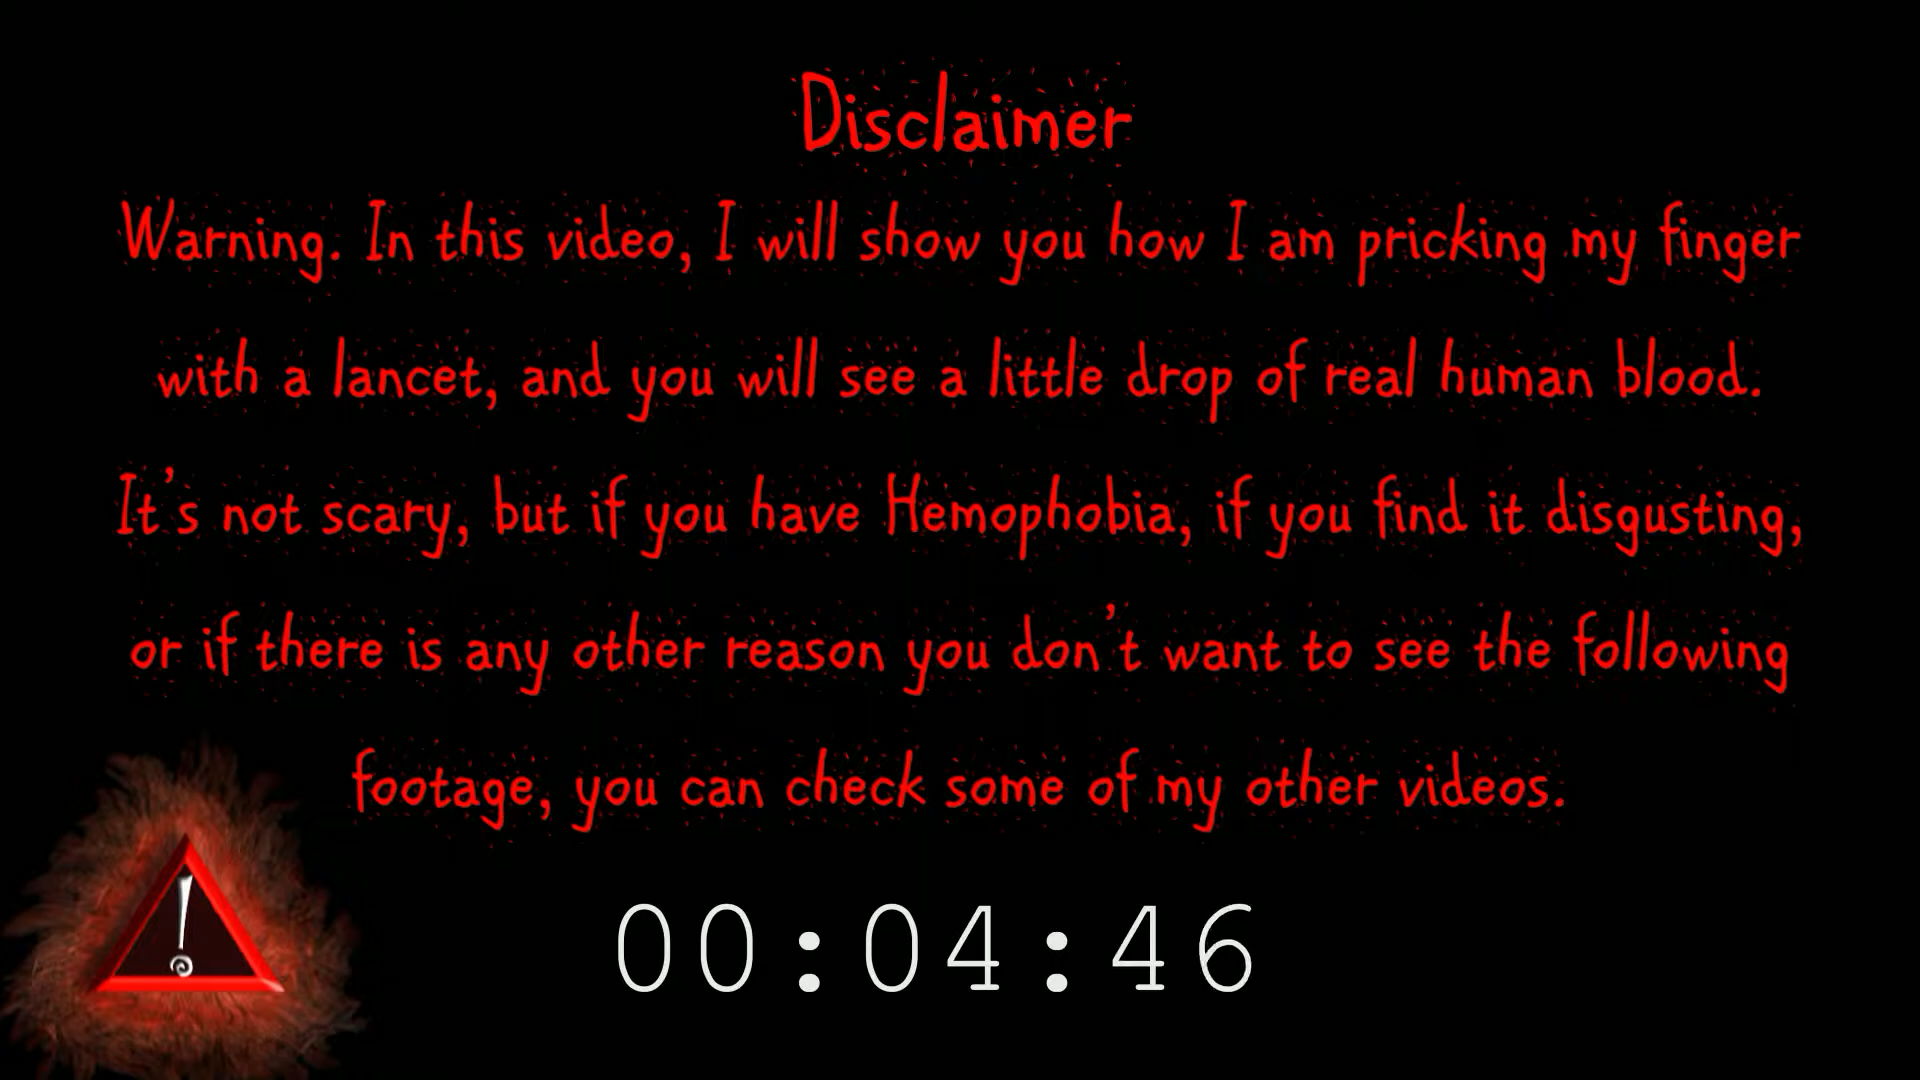 Disclaimer
Warning. In this video, I will show you how I am pricking my finger
with a lancet, and you will see a little drop of real human blood.
It's not scary, but if you have Hemophobia, if you find it disgusting,
or if there is any other reason you don't want to see the following
footage, you can check some of my other videos.
!
00:04:46